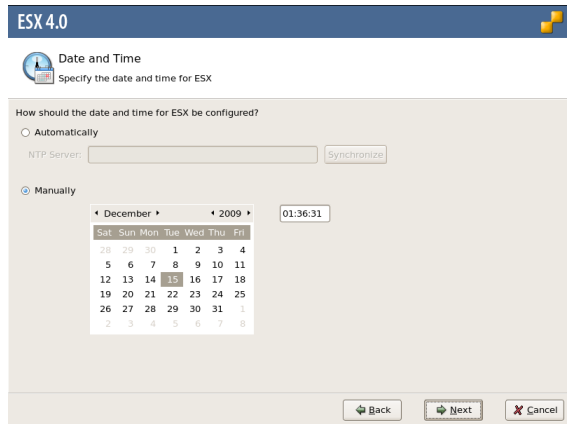 ESX 4.0
Date and Time
Specify the date and time for ESX
How should the date and time for ESX be configured?
Automatically
NTP Server: Synchronize
Manually
December 2009 01:36:31
Sat Sun Mon Tue Wed Thu Fri
28 29 30 1 2 3 4
5 6 7 8 9 10 11
12 13 14 15 16 17 18
19 20 21 22 23 24 25
26 27 28 29 30 31 1
2 3 4 5 6 7 8
Back Next Cancel